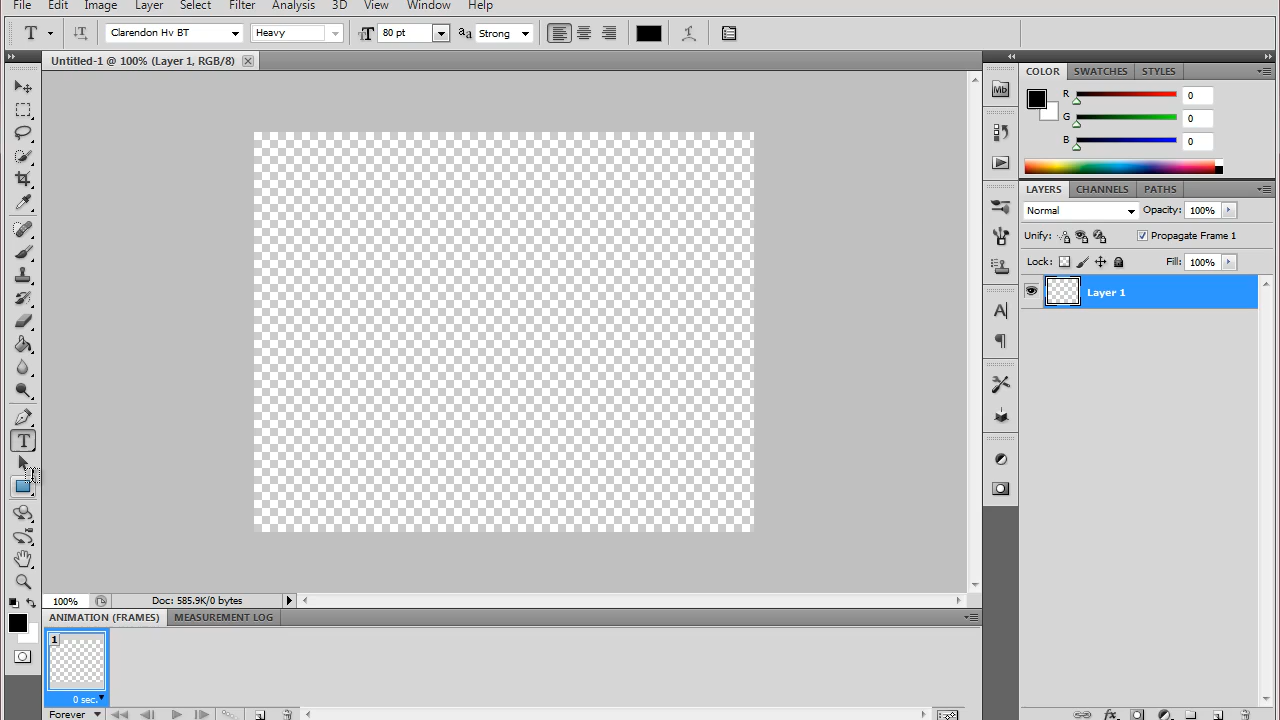 File Edit Image Layer Select Filter Analysis 3D View Window Help
T Clarendon Hv BT Heavy T 80 pt aa Strong
Untitled-1 @ 100% (Layer 1, RGB/8)
COLOR SWATCHES STYLES
R 0
G 0
B 0
Mb
LAYERS CHANNELS PATHS
Normal Opacity: 100%
Unify: Propagate Frame 1
Lock: Fill: 100%
Layer 1
A
T
100% Doc: 585.9K/0 bytes
ANIMATION (FRAMES) MEASUREMENT LOG
1
0 sec.
Forever
fx